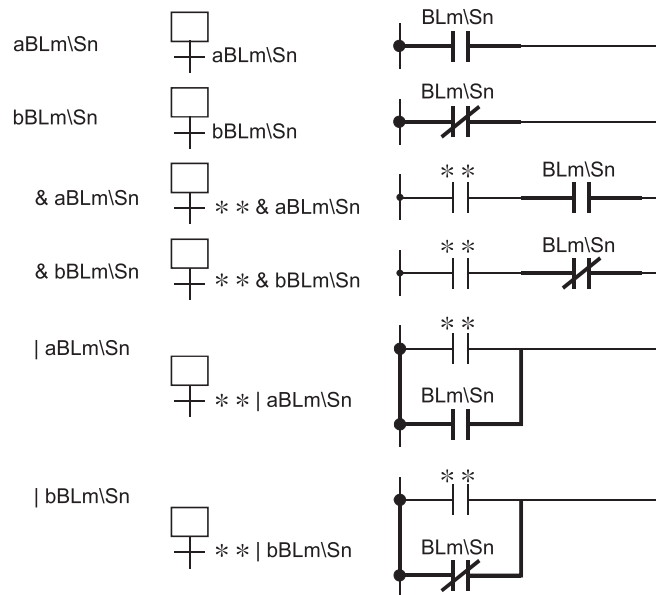 aBLm\Sn
aBLm\Sn
BLm\Sn
bBLm\Sn
bBLm\Sn
BLm\Sn
& aBLm\Sn
* * & aBLm\Sn
* *
BLm\Sn
& bBLm\Sn
* * & bBLm\Sn
* *
BLm\Sn
| aBLm\Sn
* * | aBLm\Sn
* *
BLm\Sn
| bBLm\Sn
* * | bBLm\Sn
* *
BLm\Sn